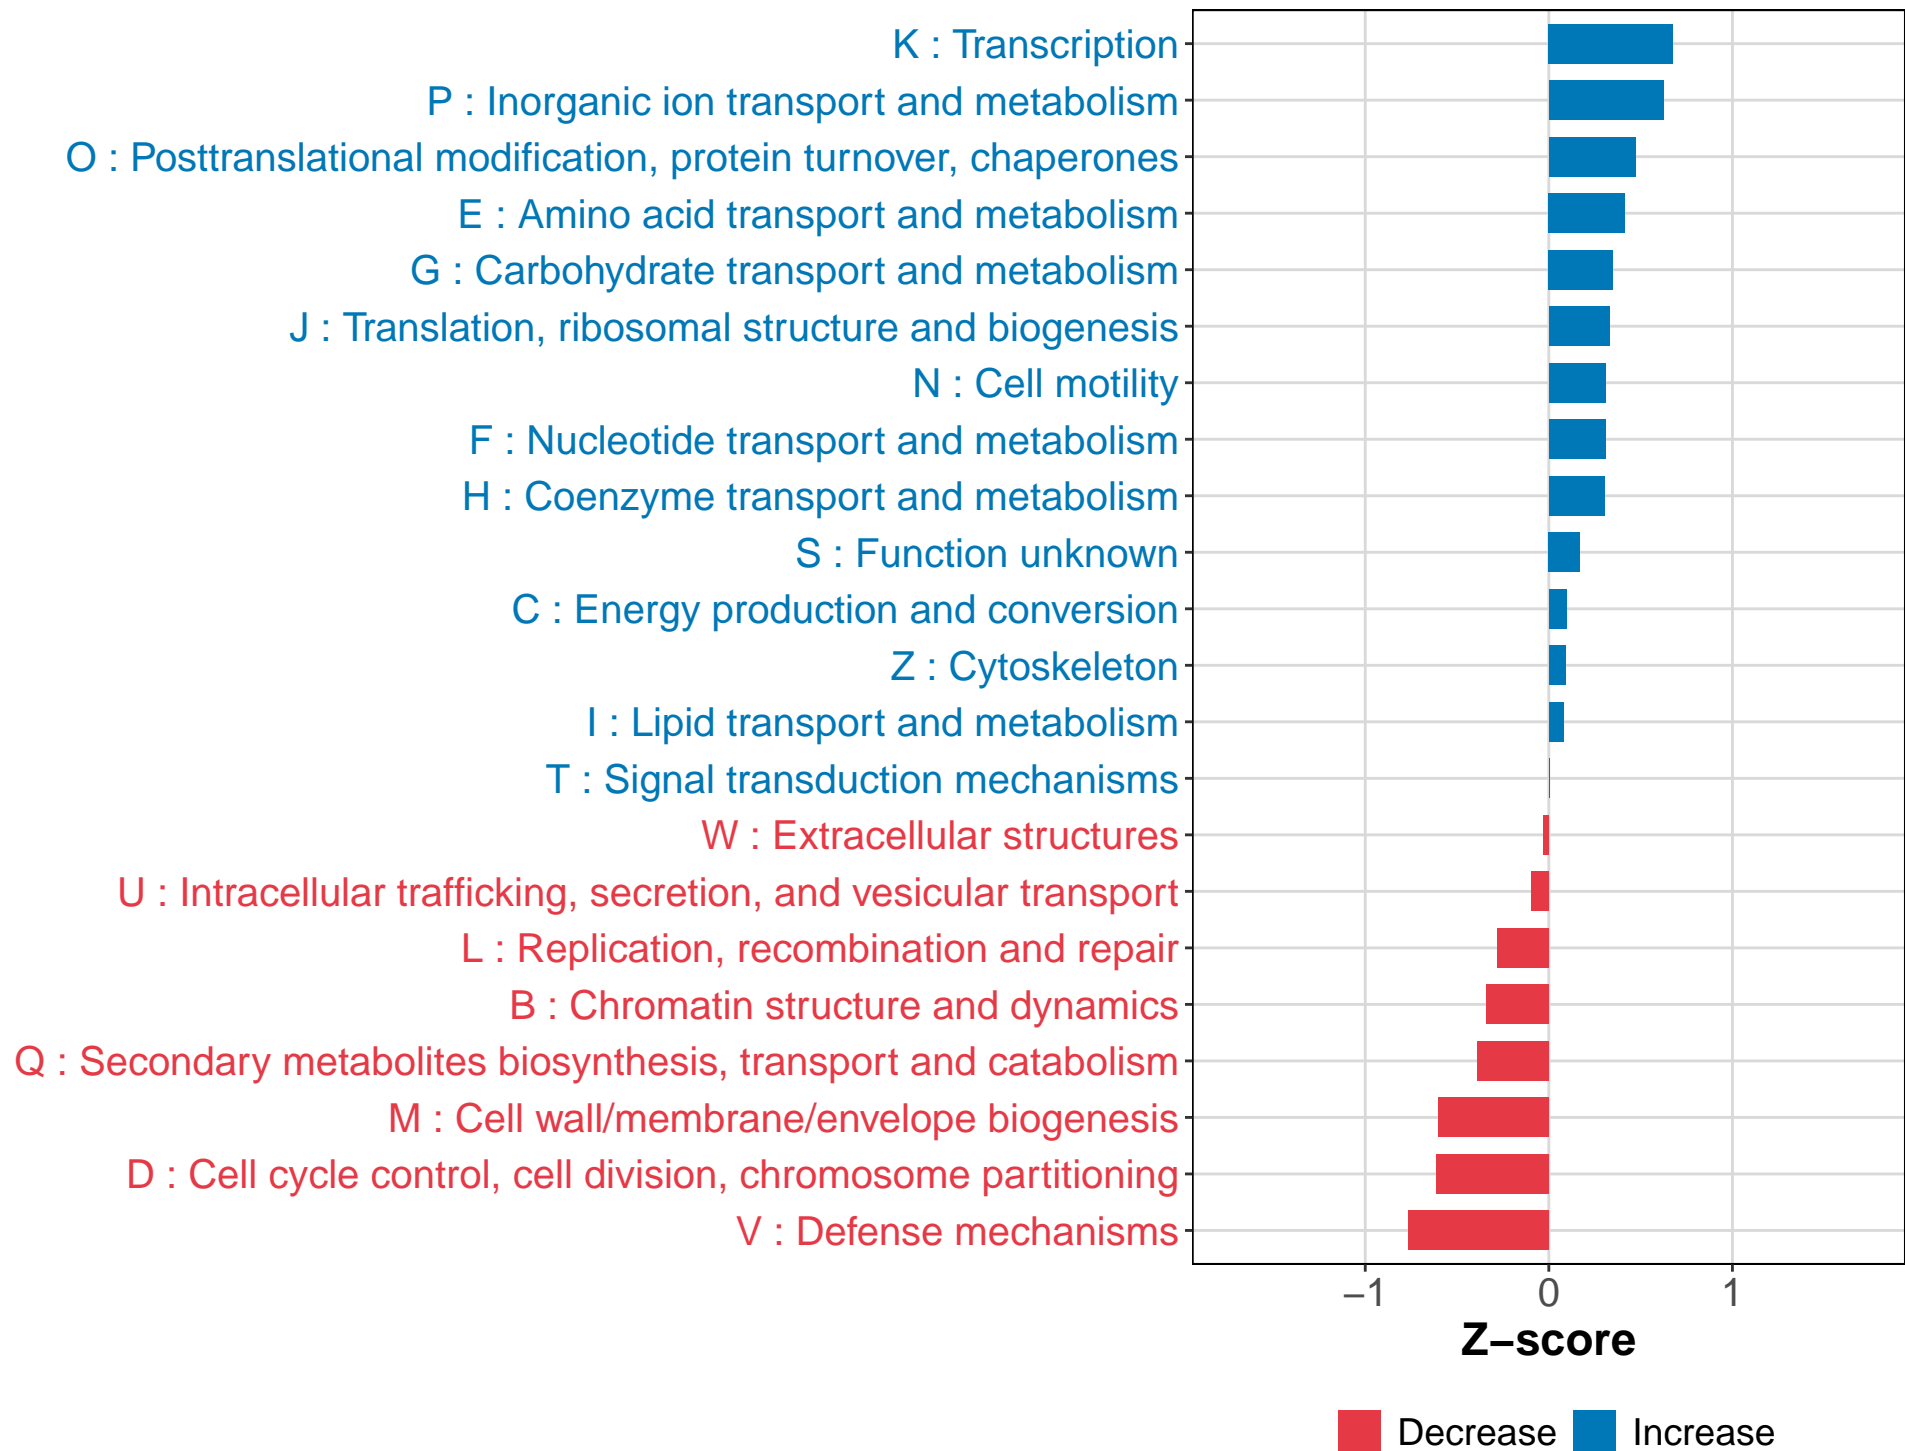 K : Transcription
P : Inorganic ion transport and metabolism
O : Posttranslational modification, protein turnover, chaperones
E : Amino acid transport and metabolism
G : Carbohydrate transport and metabolism
J : Translation, ribosomal structure and biogenesis
N : Cell motility
F : Nucleotide transport and metabolism
H : Coenzyme transport and metabolism
S : Function unknown
C : Energy production and conversion
Z : Cytoskeleton
I : Lipid transport and metabolism
T : Signal transduction mechanisms
W : Extracellular structures
U : Intracellular trafficking, secretion, and vesicular transport
L : Replication, recombination and repair
B : Chromatin structure and dynamics
Q : Secondary metabolites biosynthesis, transport and catabolism
M : Cell wall/membrane/envelope biogenesis
D : Cell cycle control, cell division, chromosome partitioning
V : Defense mechanisms
−1 0 1
Z−score
Decrease Increase